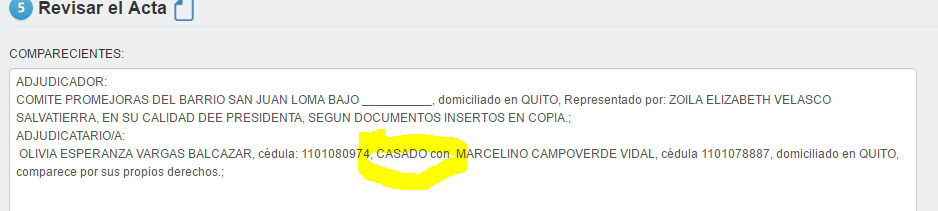 5 Revisar el Acta
COMPARECIENTES:
ADJUDICADOR:
COMITE PROMEJORAS DEL BARRIO SAN JUAN LOMA BAJO __________, domiciliado en QUITO, Representado por: ZOILA ELIZABETH VELASCO
SALVATIERRA, EN SU CALIDAD DEE PRESIDENTA, SEGUN DOCUMENTOS INSERTOS EN COPIA.;
ADJUDICATARIO/A:
OLIVIA ESPERANZA VARGAS BALCAZAR, cédula: 1101080974, CASADO con MARCELINO CAMPOVERDE VIDAL, cédula 1101078887, domiciliado en QUITO,
comparece por sus propios derechos.;